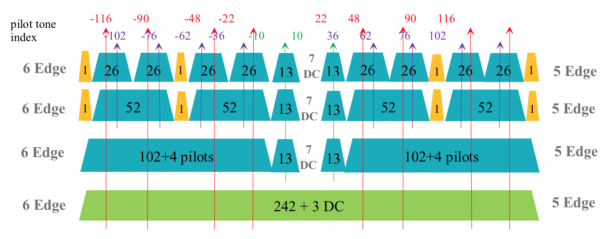 pilot tone -116 -90 -48 -22 22 48 90 116
index -102 -76 -62 -36 -10 10 36 62 76 102
6 Edge 1 26 26 1 26 26 13 7 DC 13 26 26 1 26 26 1 5 Edge
6 Edge 1 52 1 52 13 7 DC 13 52 1 52 1 5 Edge
6 Edge 102+4 pilots 13 7 DC 13 102+4 pilots 5 Edge
6 Edge 242 + 3 DC 5 Edge